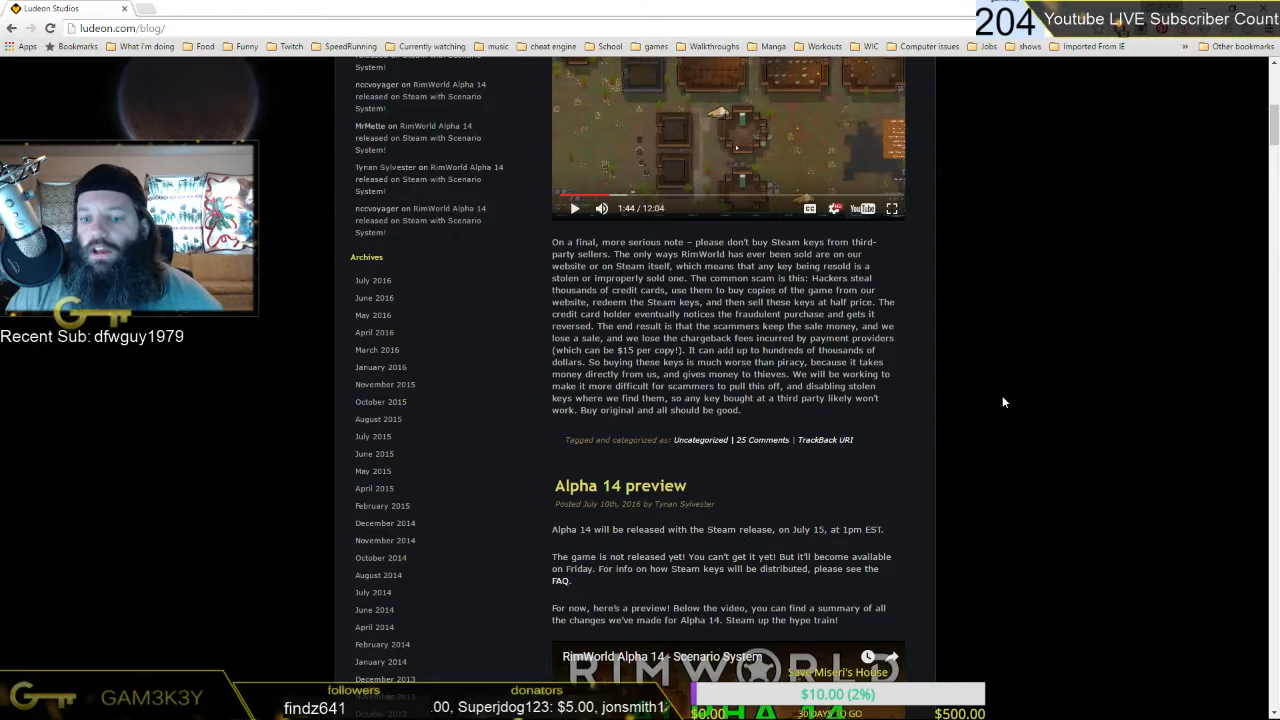 Ludeon Studios
ludeon.com/blog/
204 Youtube LIVE Subscriber Count
Apps Bookmarks What i'm doing Food Funny Twitch SpeedRunning Currently watching music cheat engine School games Walkthroughs Manga Workouts WIC Computer issues Jobs shows Imported From IE » Other bookmarks
System!
nccvoyager on RimWorld Alpha 14
released on Steam with Scenario
System!
MrMette on RimWorld Alpha 14
released on Steam with Scenario
System!
Tynan Sylvester on RimWorld Alpha 14
released on Steam with Scenario
System!
nccvoyager on RimWorld Alpha 14
released on Steam with Scenario
System!
Archives
July 2016
June 2016
May 2016
April 2016
March 2016
January 2016
November 2015
October 2015
August 2015
July 2015
June 2015
May 2015
April 2015
February 2015
December 2014
November 2014
October 2014
August 2014
July 2014
June 2014
April 2014
February 2014
January 2014
December 2013
November 2013
October 2013
1:44 / 12:04
CC HD YouTube
On a final, more serious note – please don't buy Steam keys from third-
party sellers. The only ways RimWorld has ever been sold are on our
website or on Steam itself, which means that any key being resold is a
stolen or improperly sold one. The common scam is this: Hackers steal
thousands of credit cards, use them to buy copies of the game from our
website, redeem the Steam keys, and then sell these keys at half price. The
credit card holder eventually notices the fraudulent purchase and gets it
reversed. The end result is that the scammers keep the sale money, and we
lose a sale, and we lose the chargeback fees incurred by payment providers
(which can be $15 per copy!). It can add up to hundreds of thousands of
dollars. So buying these keys is much worse than piracy, because it takes
money directly from us, and gives money to thieves. We will be working to
make it more difficult for scammers to pull this off, and disabling stolen
keys where we find them, so any key bought at a third party likely won't
work. Buy original and all should be good.
Tagged and categorized as: Uncategorized | 25 Comments | TrackBack URI
Alpha 14 preview
Posted July 10th, 2016 by Tynan Sylvester
Alpha 14 will be released with the Steam release, on July 15, at 1pm EST.
The game is not released yet! You can't get it yet! But it'll become available
on Friday. For info on how Steam keys will be distributed, please see the
FAQ.
For now, here's a preview! Below the video, you can find a summary of all
the changes we've made for Alpha 14. Steam up the hype train!
RimWorld Alpha 14 - Scenario System
RIMWORLD
Recent Sub: dfwguy1979
GAM3K3Y
followers
findz641
donators
.00, Superjdog123: $5.00, jonsmith1
Save Miseri's House
$10.00 (2%)
$0.00 30 DAYS TO GO $500.00